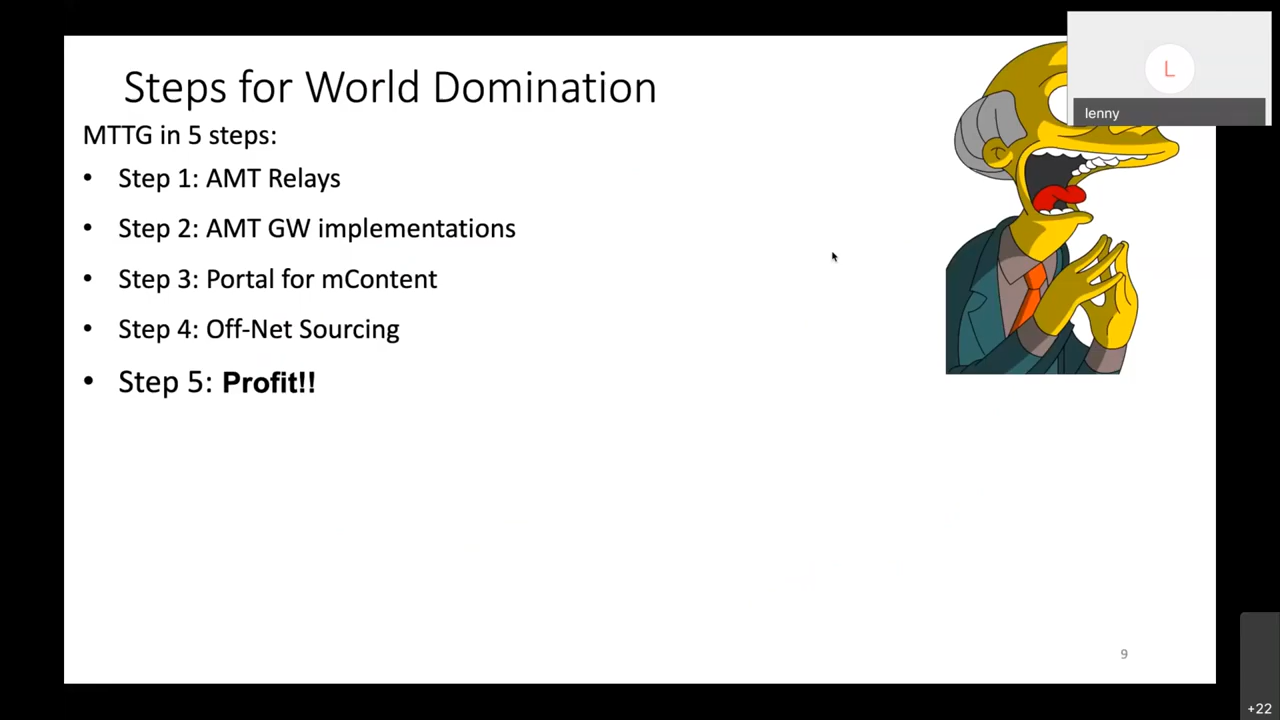 Steps for World Domination
MTTG in 5 steps:
• Step 1: AMT Relays
• Step 2: AMT GW implementations
• Step 3: Portal for mContent
• Step 4: Off-Net Sourcing
• Step 5: Profit!!
L
lenny
9
+22